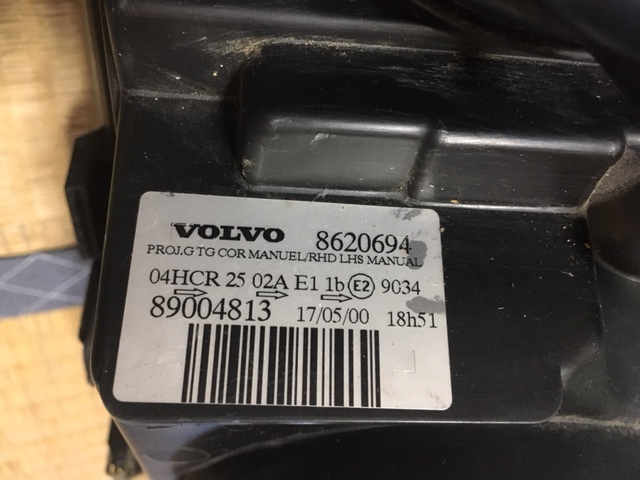 VOLVO 8620694
PROJ.G TG COR MANUEL/RHD LHS MANUAL
04HCR 25 02A E1 1b E2 9034
89004813 17/05/00 18h51